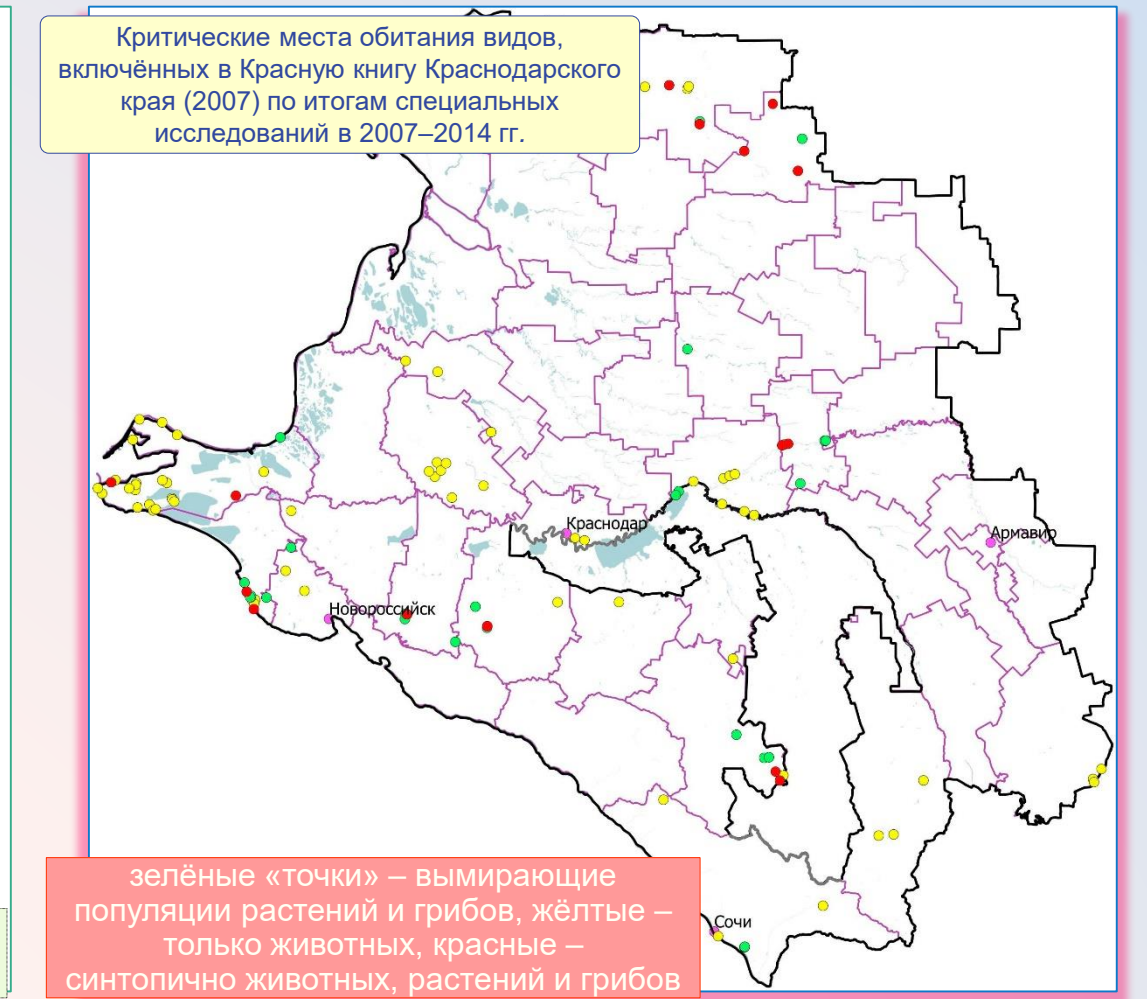 Критические места обитания видов,
включённых в Красную книгу Краснодарского
края (2007) по итогам специальных
исследований в 2007–2014 гг.
Краснодар
Армавир
Новороссийск
Сочи
зелёные «точки» – вымирающие
популяции растений и грибов, жёлтые –
только животных, красные –
синтопично животных, растений и грибов